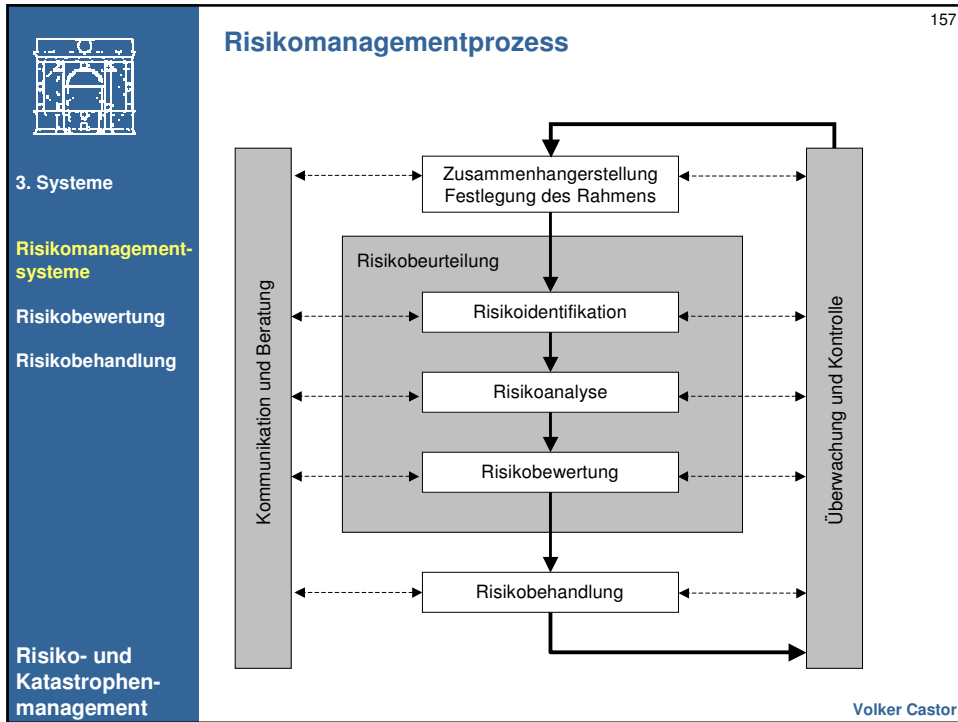 157
Risikomanagementprozess
3. Systeme
Risikomanagement-
systeme
Risikobewertung
Risikobehandlung
Risiko- und
Katastrophen-
management
Kommunikation und Beratung
Zusammenhangerstellung
Festlegung des Rahmens
Risikobeurteilung
Risikoidentifikation
Risikoanalyse
Risikobewertung
Risikobehandlung
Überwachung und Kontrolle
Volker Castor